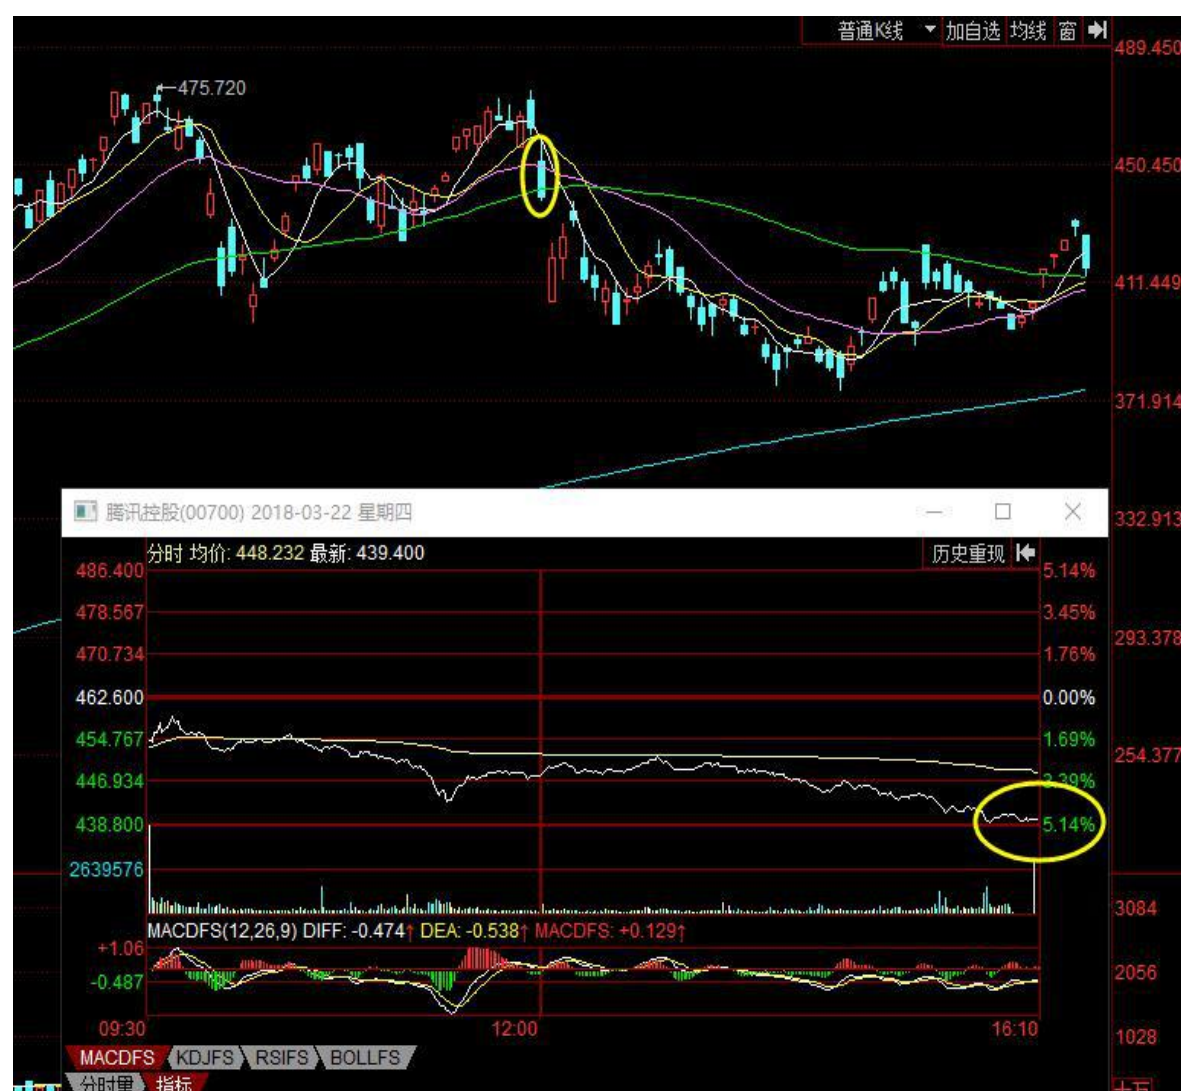 普通K线 加自选 均线 窗
489.450
475.720
450.450
411.449
371.914
腾讯控股(00700) 2018-03-22 星期四
332.913
分时 均价: 448.232 最新: 439.400 历史重现
486.400 5.14%
478.567 3.45%
293.378
470.734 1.76%
462.600 0.00%
454.767 1.69%
254.377
446.934 3.39%
438.800 5.14%
2639576
3084
MACDFS(12,26,9) DIFF: -0.474↑ DEA: -0.538↑ MACDFS: +0.129↑
+1.06
2056
-0.487
09:30 12:00 16:10
1028
MACDFS KDJFS RSIFS BOLLFS
分时量 指标
十万